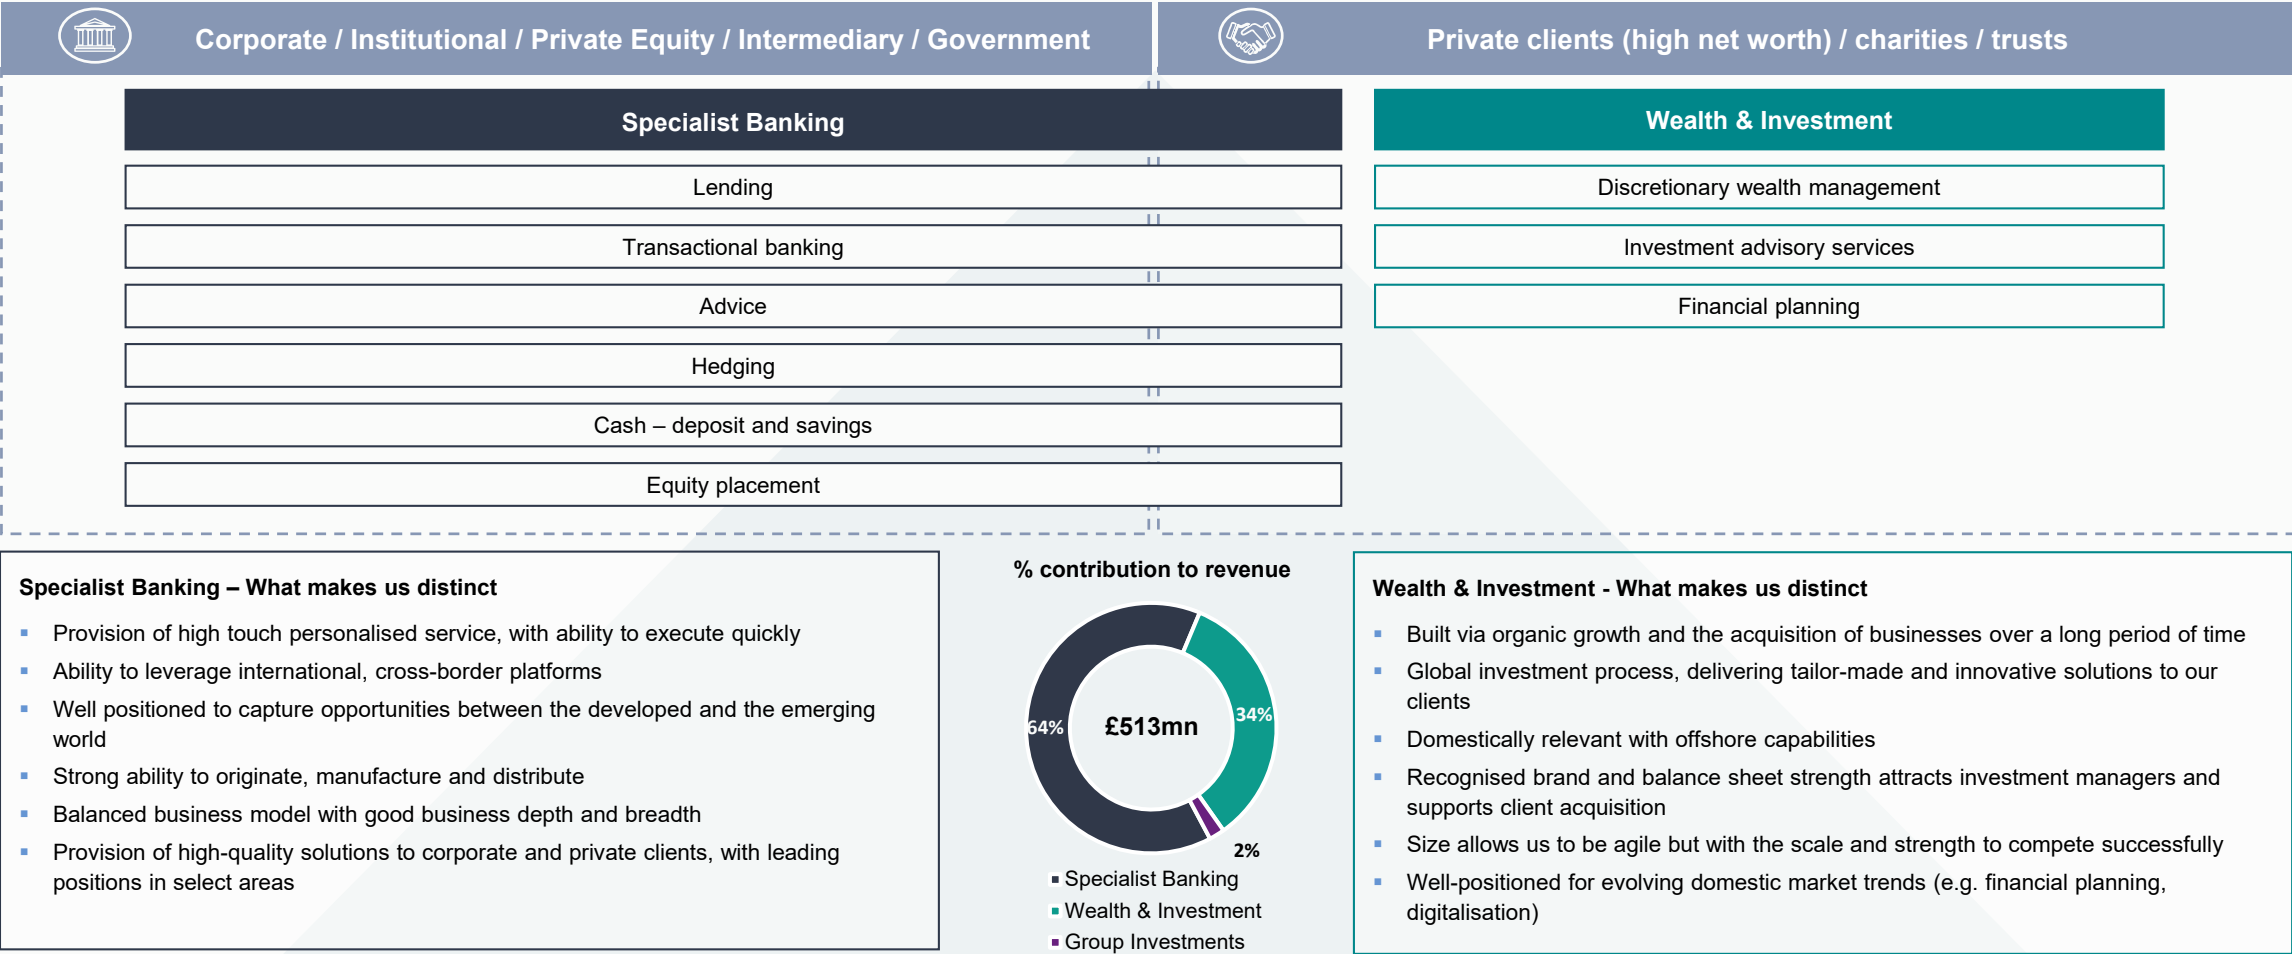 Corporate / Institutional / Private Equity / Intermediary / Government
Private clients (high net worth) / charities / trusts
Specialist Banking
Lending
Transactional banking
Advice
Hedging
Cash – deposit and savings
Equity placement
Wealth & Investment
Discretionary wealth management
Investment advisory services
Financial planning
Specialist Banking – What makes us distinct
▪ Provision of high touch personalised service, with ability to execute quickly
▪ Ability to leverage international, cross-border platforms
▪ Well positioned to capture opportunities between the developed and the emerging
world
▪ Strong ability to originate, manufacture and distribute
▪ Balanced business model with good business depth and breadth
▪ Provision of high-quality solutions to corporate and private clients, with leading
positions in select areas
% contribution to revenue
64%
£513mn
34%
2%
Specialist Banking
Wealth & Investment
Group Investments
Wealth & Investment - What makes us distinct
▪ Built via organic growth and the acquisition of businesses over a long period of time
▪ Global investment process, delivering tailor-made and innovative solutions to our
clients
▪ Domestically relevant with offshore capabilities
▪ Recognised brand and balance sheet strength attracts investment managers and
supports client acquisition
▪ Size allows us to be agile but with the scale and strength to compete successfully
▪ Well-positioned for evolving domestic market trends (e.g. financial planning,
digitalisation)